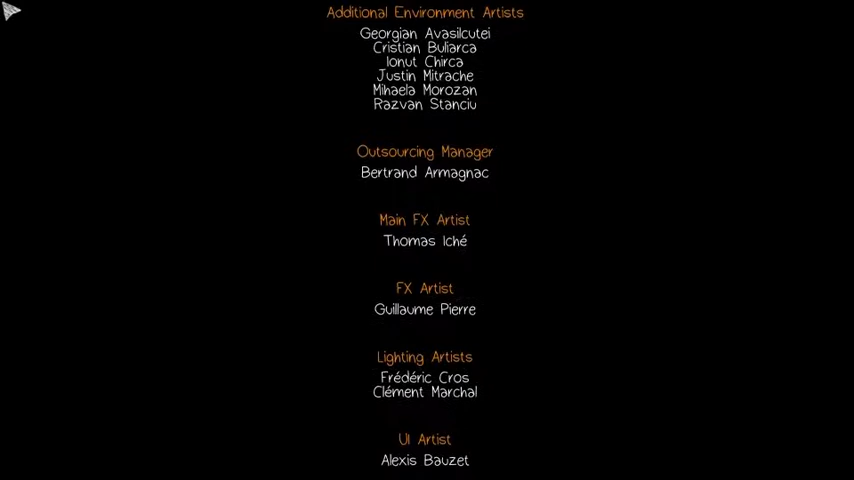 Additional Environment Artists
Georgian Avasilcutei
Cristian Buliarca
Ionut Chirca
Justin Mitrache
Mihaela Morozan
Razvan Stanciu
Outsourcing Manager
Bertrand Armagnac
Main FX Artist
Thomas Iché
FX Artist
Guillaume Pierre
Lighting Artists
Frédéric Cros
Clément Marchal
UI Artist
Alexis Bauzet